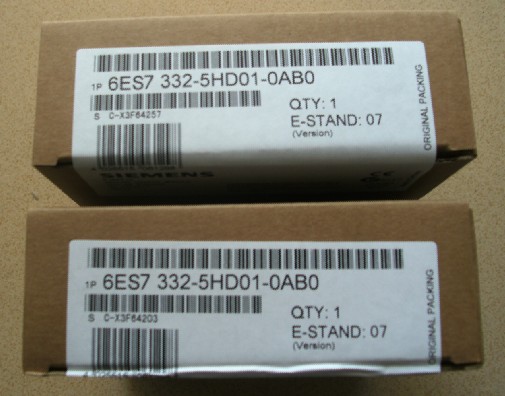 1P 6ES7 332-5HD01-0AB0
S C-X3F64257
QTY: 1
E-STAND: 07
(Version)
ORIGINAL PACKING
SIEMENS
1P 6ES7 332-5HD01-0AB0
S C-X3F64203
QTY: 1
E-STAND: 07
(Version)
ORIGINAL PACKING